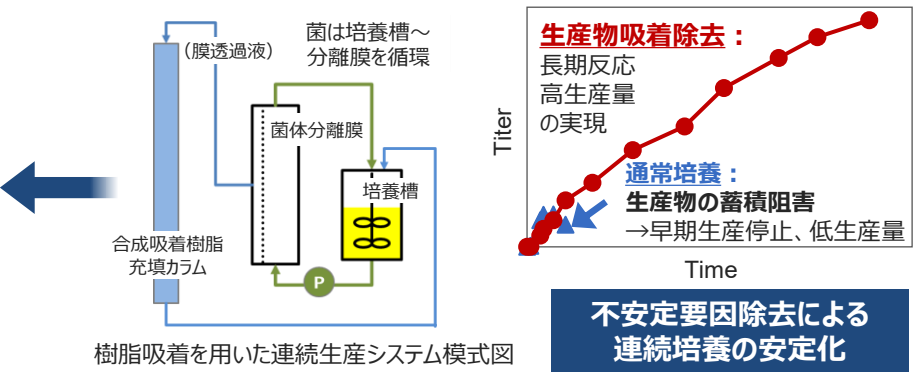 （膜透過液）
菌は培養槽～
分離膜を循環
菌体分離膜
培養槽
合成吸着樹脂
充填カラム
P
樹脂吸着を用いた連続生産システム模式図
Titer
生産物吸着除去：
長期反応
高生産量
の実現
通常培養：
生産物の蓄積阻害
→早期生産停止、低生産量
Time
不安定要因除去による
連続培養の安定化